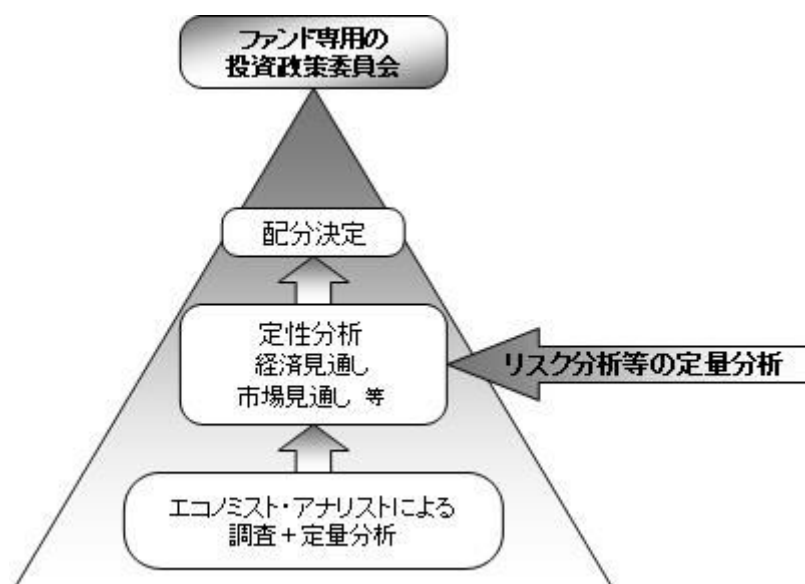 ファンド専用の
投資政策委員会
配分決定
定性分析
経済見通し
市場見通し 等
リスク分析等の定量分析
エコノミスト・アナリストによる
調査＋定量分析